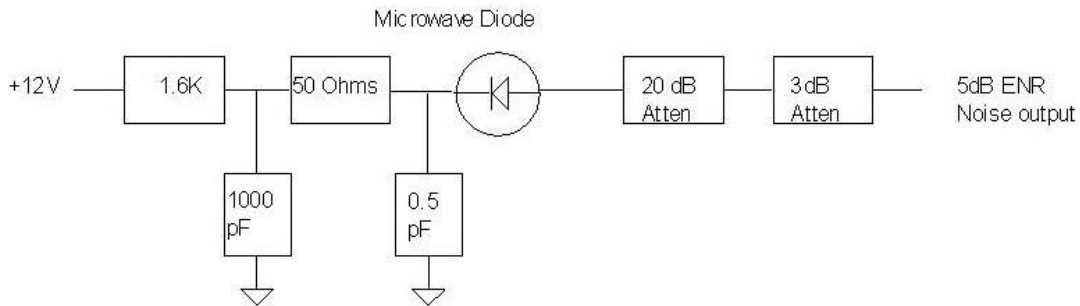 Microwave Diode
+12V
1.6K
50 Ohms
20 dB
Atten
3dB
Atten
5dB ENR
Noise output
1000
pF
0.5
pF